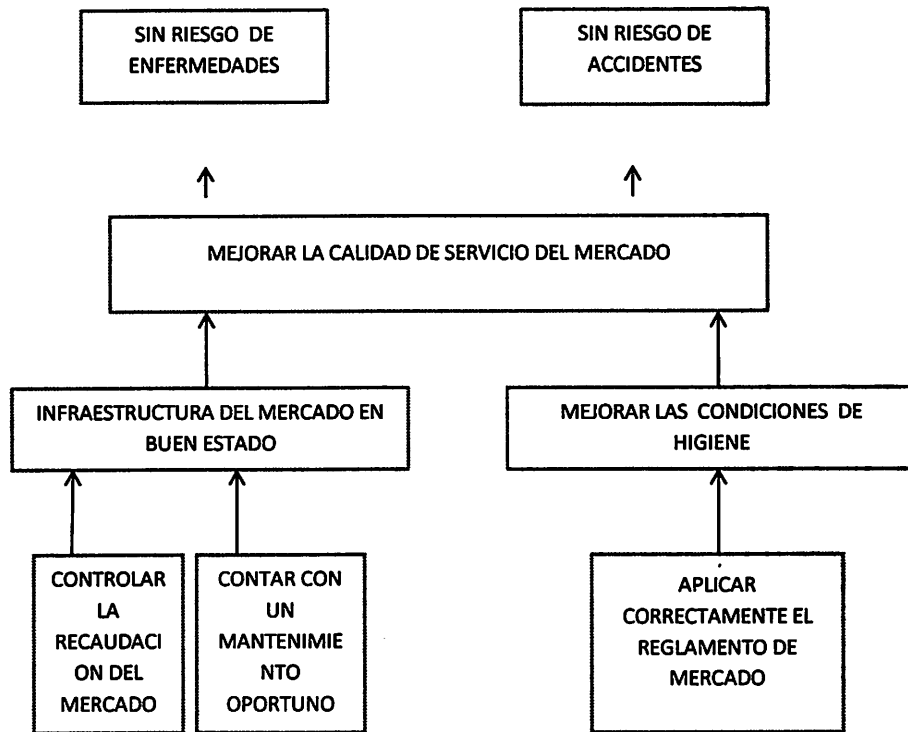 SIN RIESGO DE
ENFERMEDADES
SIN RIESGO DE
ACCIDENTES
MEJORAR LA CALIDAD DE SERVICIO DEL MERCADO
INFRAESTRUCTURA DEL MERCADO EN
BUEN ESTADO
MEJORAR LAS CONDICIONES DE
HIGIENE
CONTROLAR
LA
RECAUDACI
ON DEL
MERCADO
CONTAR CON
UN
MANTENIMIE
NTO
OPORTUNO
APLICAR
CORRECTAMENTE EL
REGLAMENTO DE
MERCADO